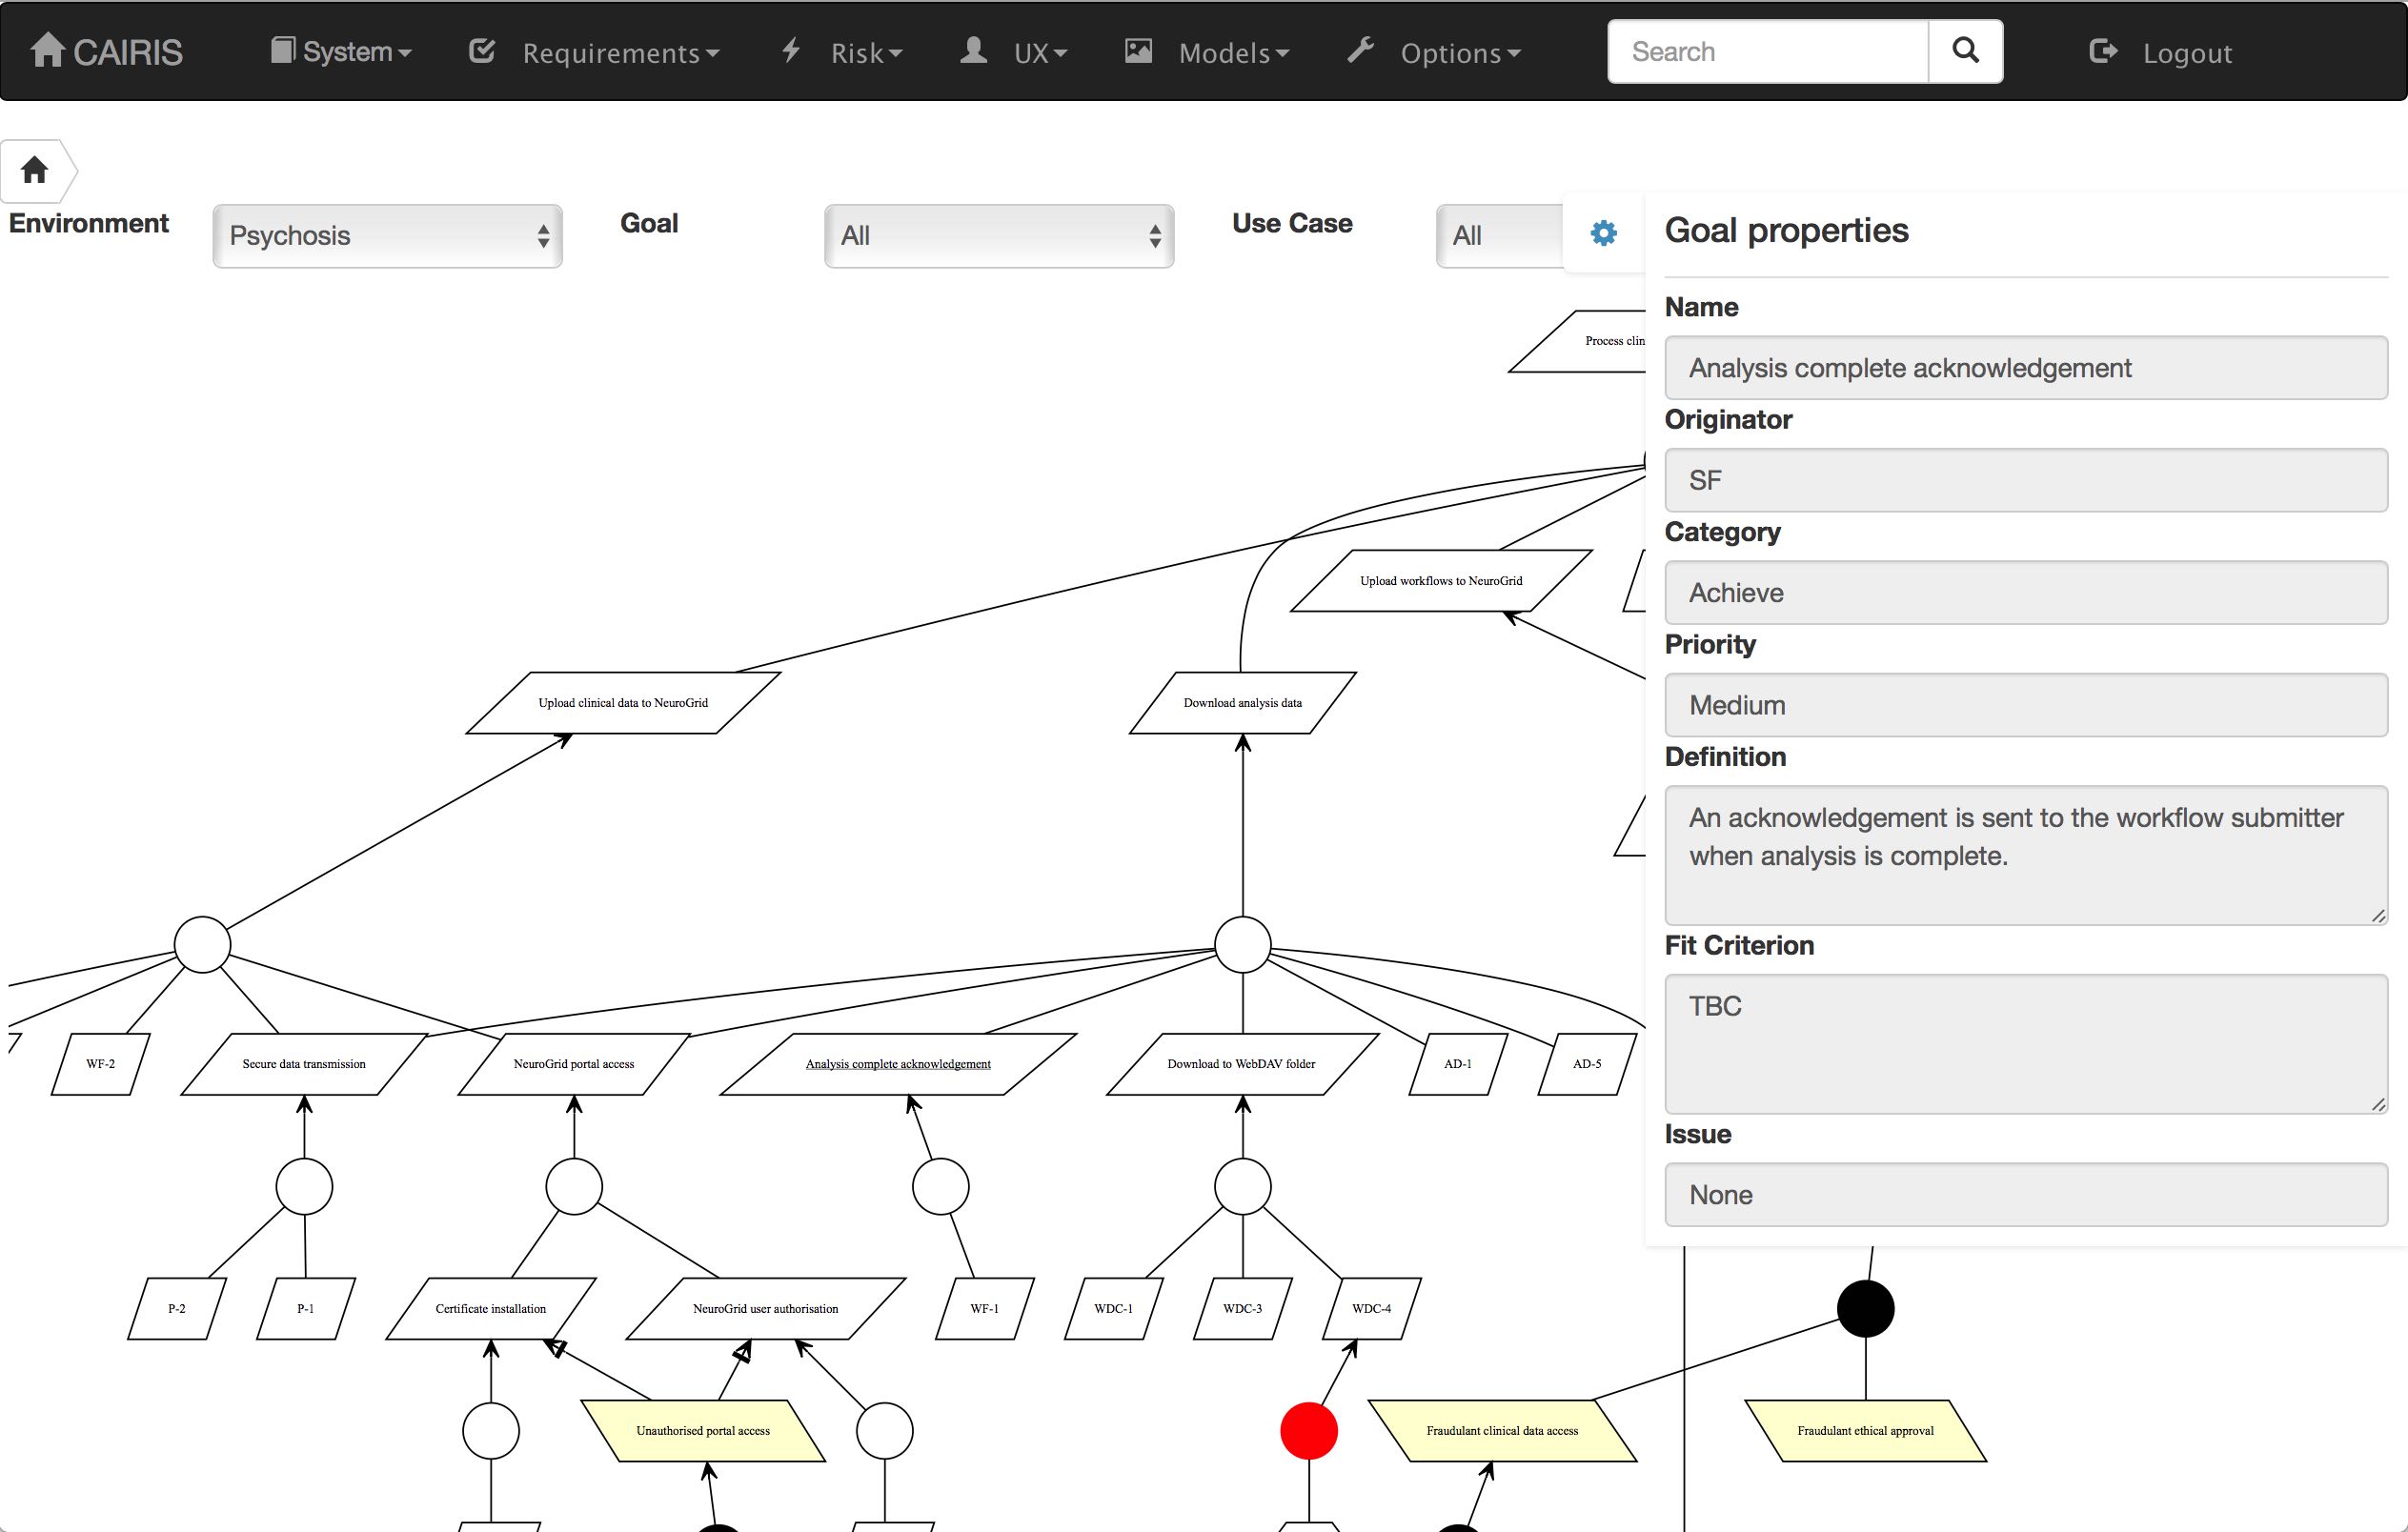 CAIRIS
System
Requirements
Risk
UX
Models
Options
Search
Logout
Environment
Psychosis
Goal
All
Use Case
All
Goal properties
Name
Analysis complete acknowledgement
Originator
SF
Category
Achieve
Priority
Medium
Definition
An acknowledgement is sent to the workflow submitter
when analysis is complete.
Fit Criterion
TBC
Issue
None
Process clin
Upload workflows to NeuroGrid
Upload clinical data to NeuroGrid
Download analysis data
WF-2
Secure data transmission
NeuroGrid portal access
Analysis complete acknowledgement
Download to WebDAV folder
AD-1
AD-5
P-2
P-1
Certificate installation
NeuroGrid user authorisation
WF-1
WDC-1
WDC-3
WDC-4
Unauthorised portal access
Fraudulant clinical data access
Fraudulant ethical approval